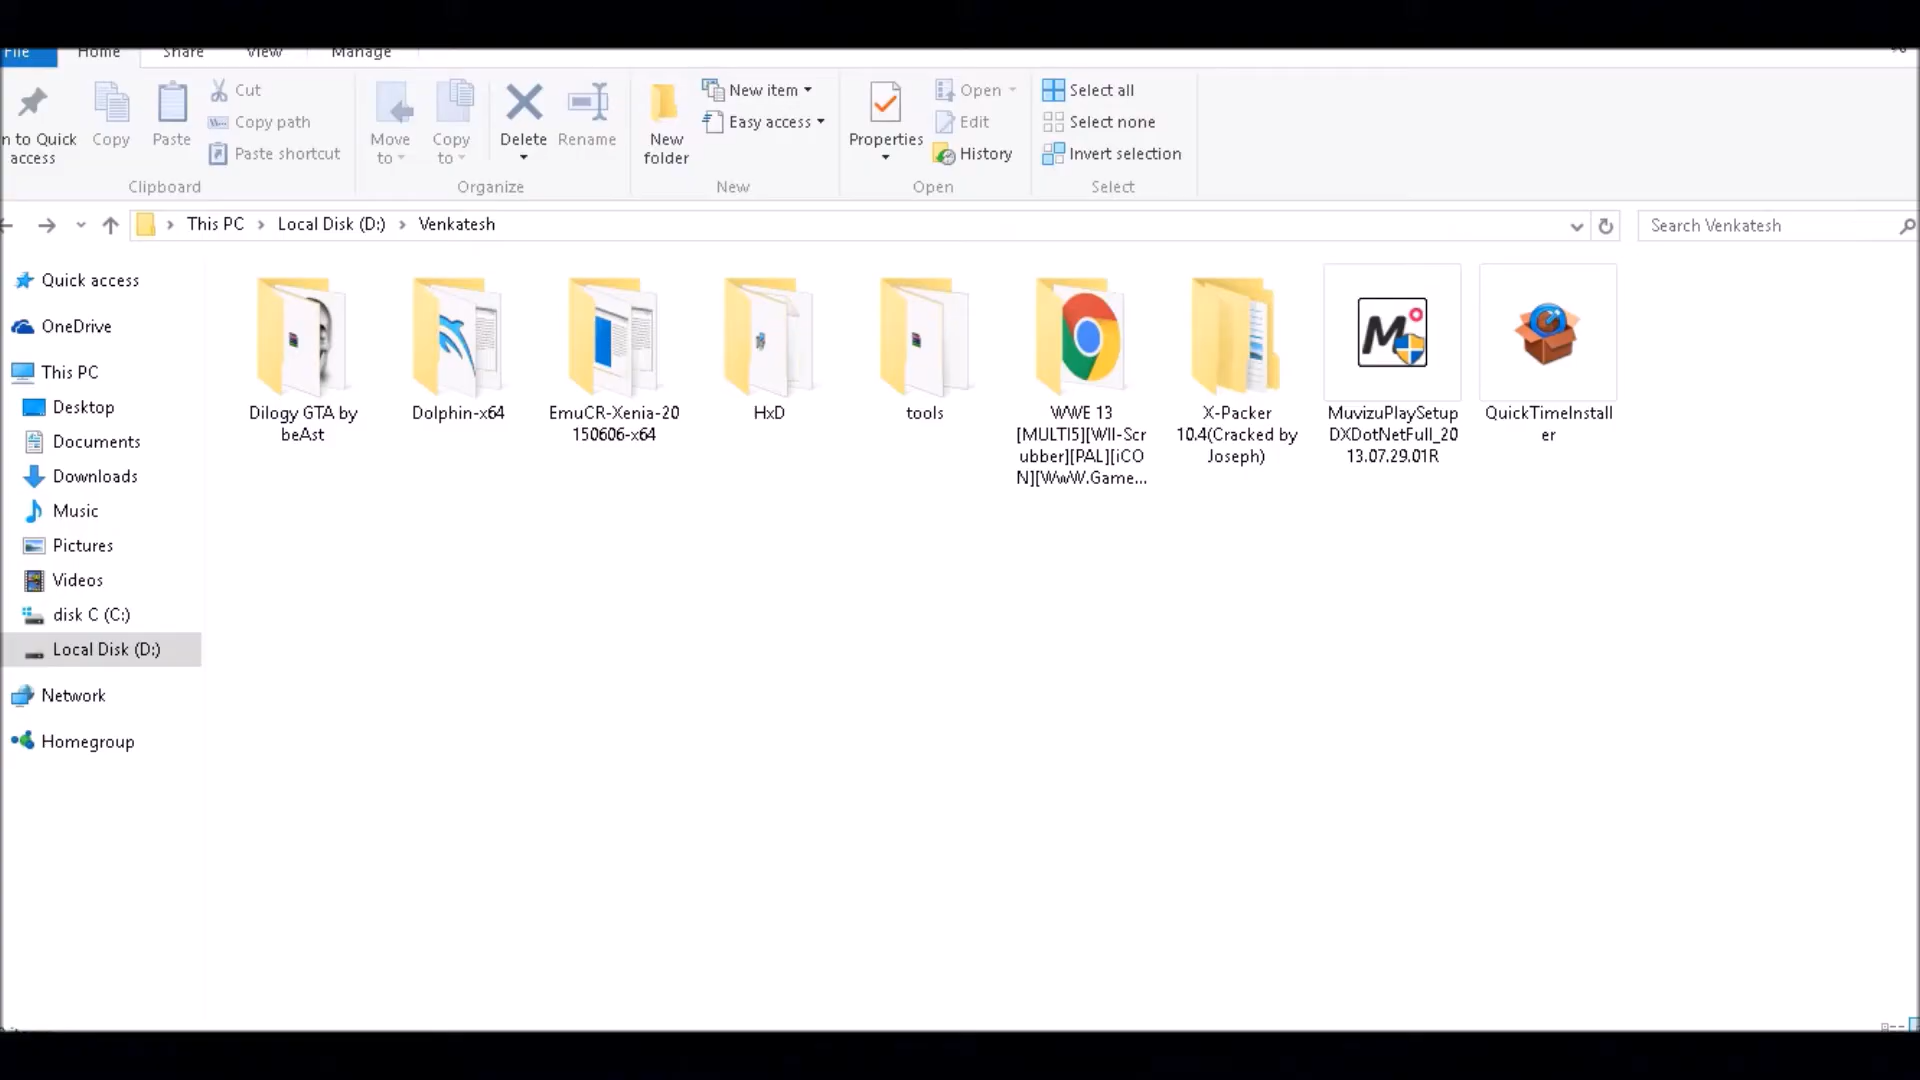 File Home Share View Manage
Cut
Copy path
Paste shortcut
n to Quick
access
Copy
Paste
Clipboard
Move
to
Copy
to
Delete
Rename
Organize
New
folder
New item
Easy access
New
Properties
Open
Edit
History
Open
Select all
Select none
Invert selection
Select
This PC > Local Disk (D:) > Venkatesh
Search Venkatesh
Quick access
OneDrive
This PC
Desktop
Documents
Downloads
Music
Pictures
Videos
disk C (C:)
Local Disk (D:)
Network
Homegroup
Dilogy GTA by
beAst
Dolphin-x64
EmuCR-Xenia-20
150606-x64
HxD
tools
WWE 13
[MULTI5][WII-Scr
ubber][PAL][iCO
N][WwW.Game...
X-Packer
10.4(Cracked by
Joseph)
MuvizuPlaySetup
DXDotNetFull_20
13.07.29.01R
QuickTimeInstall
er